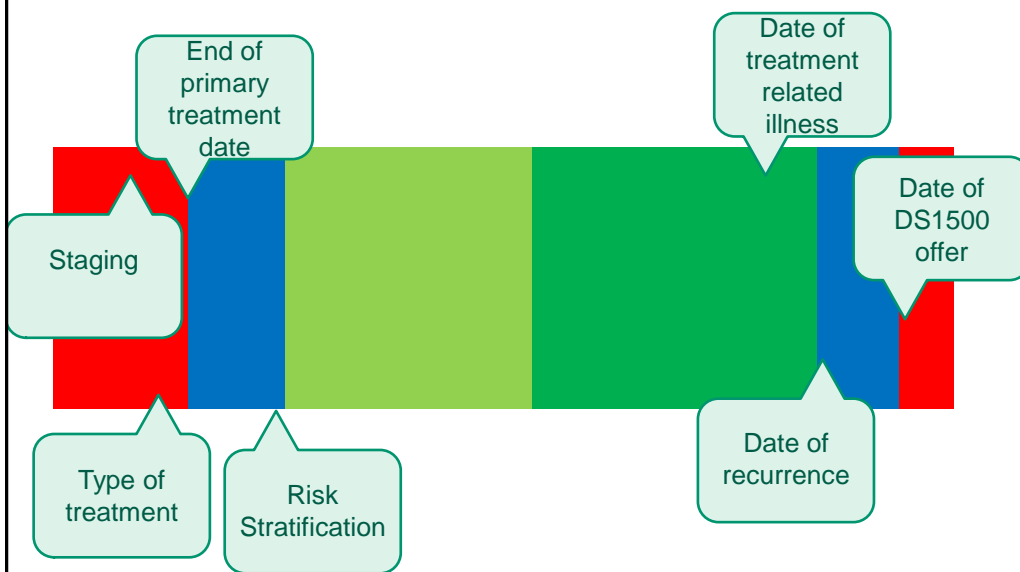 End of
primary
treatment
date
Date of
treatment
related
illness
Staging
Date of
DS1500
offer
Type of
treatment
Risk
Stratification
Date of
recurrence